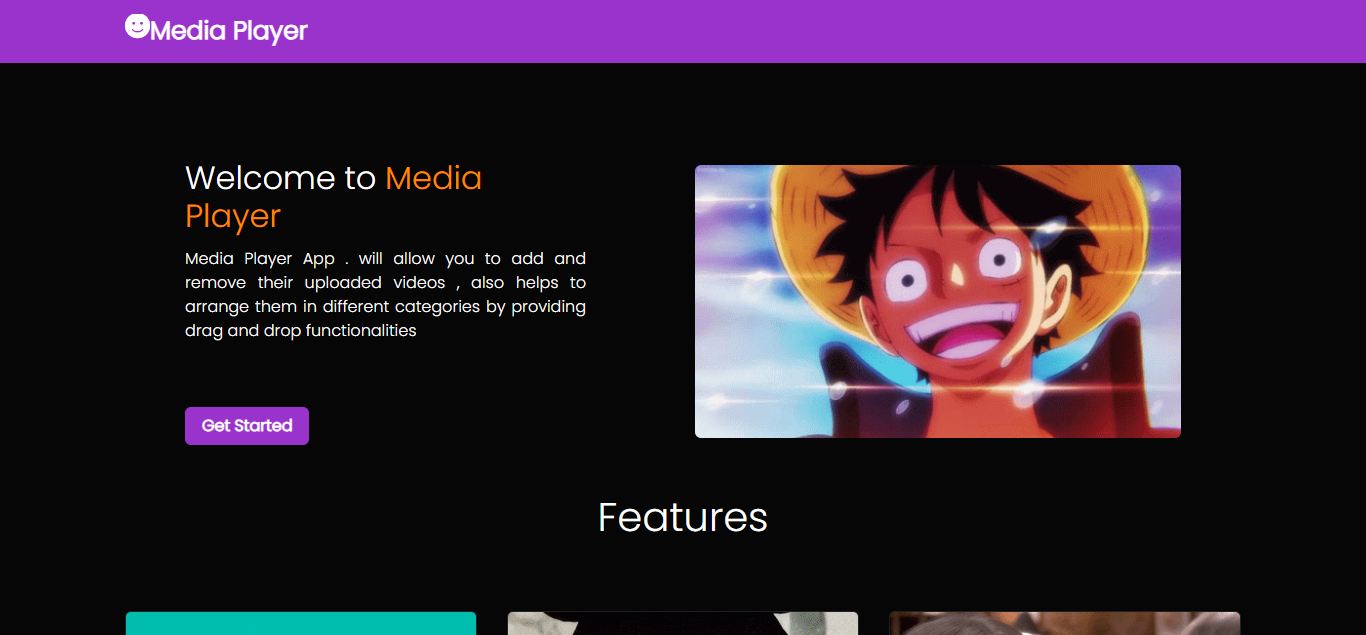 Media Player
Welcome to Media
Player
Media Player App . will allow you to add and
remove their uploaded videos , also helps to
arrange them in different categories by providing
drag and drop functionalities
Get Started
Features